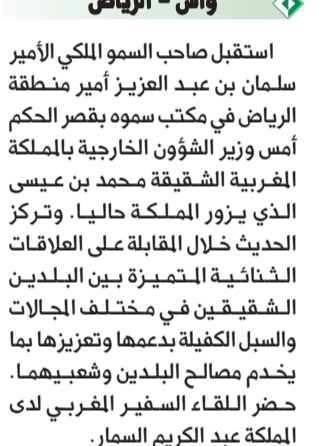 واس – الرياض
استقبل صاحب السمو الملكي الأمير
سلمان بن عبد العزيز أمير منطقة
الرياض في مكتب سموه بقصر الحكم
أمس وزير الشؤون الخارجية بالمملكة
المغربية الشقيقة محمد بن عيسى
الذي يزور المملكة حاليا. وتركز
الحديث خلال المقابلة على العلاقات
الثنائية المتميزة بين البلدين
الشقيقين في مختلف المجالات
والسبل الكفيلة بدعمها وتعزيزها بما
يخدم مصالح البلدين وشعبيهما.
حضر اللقاء السفير المغربي لدى
المملكة عبد الكريم السمار.